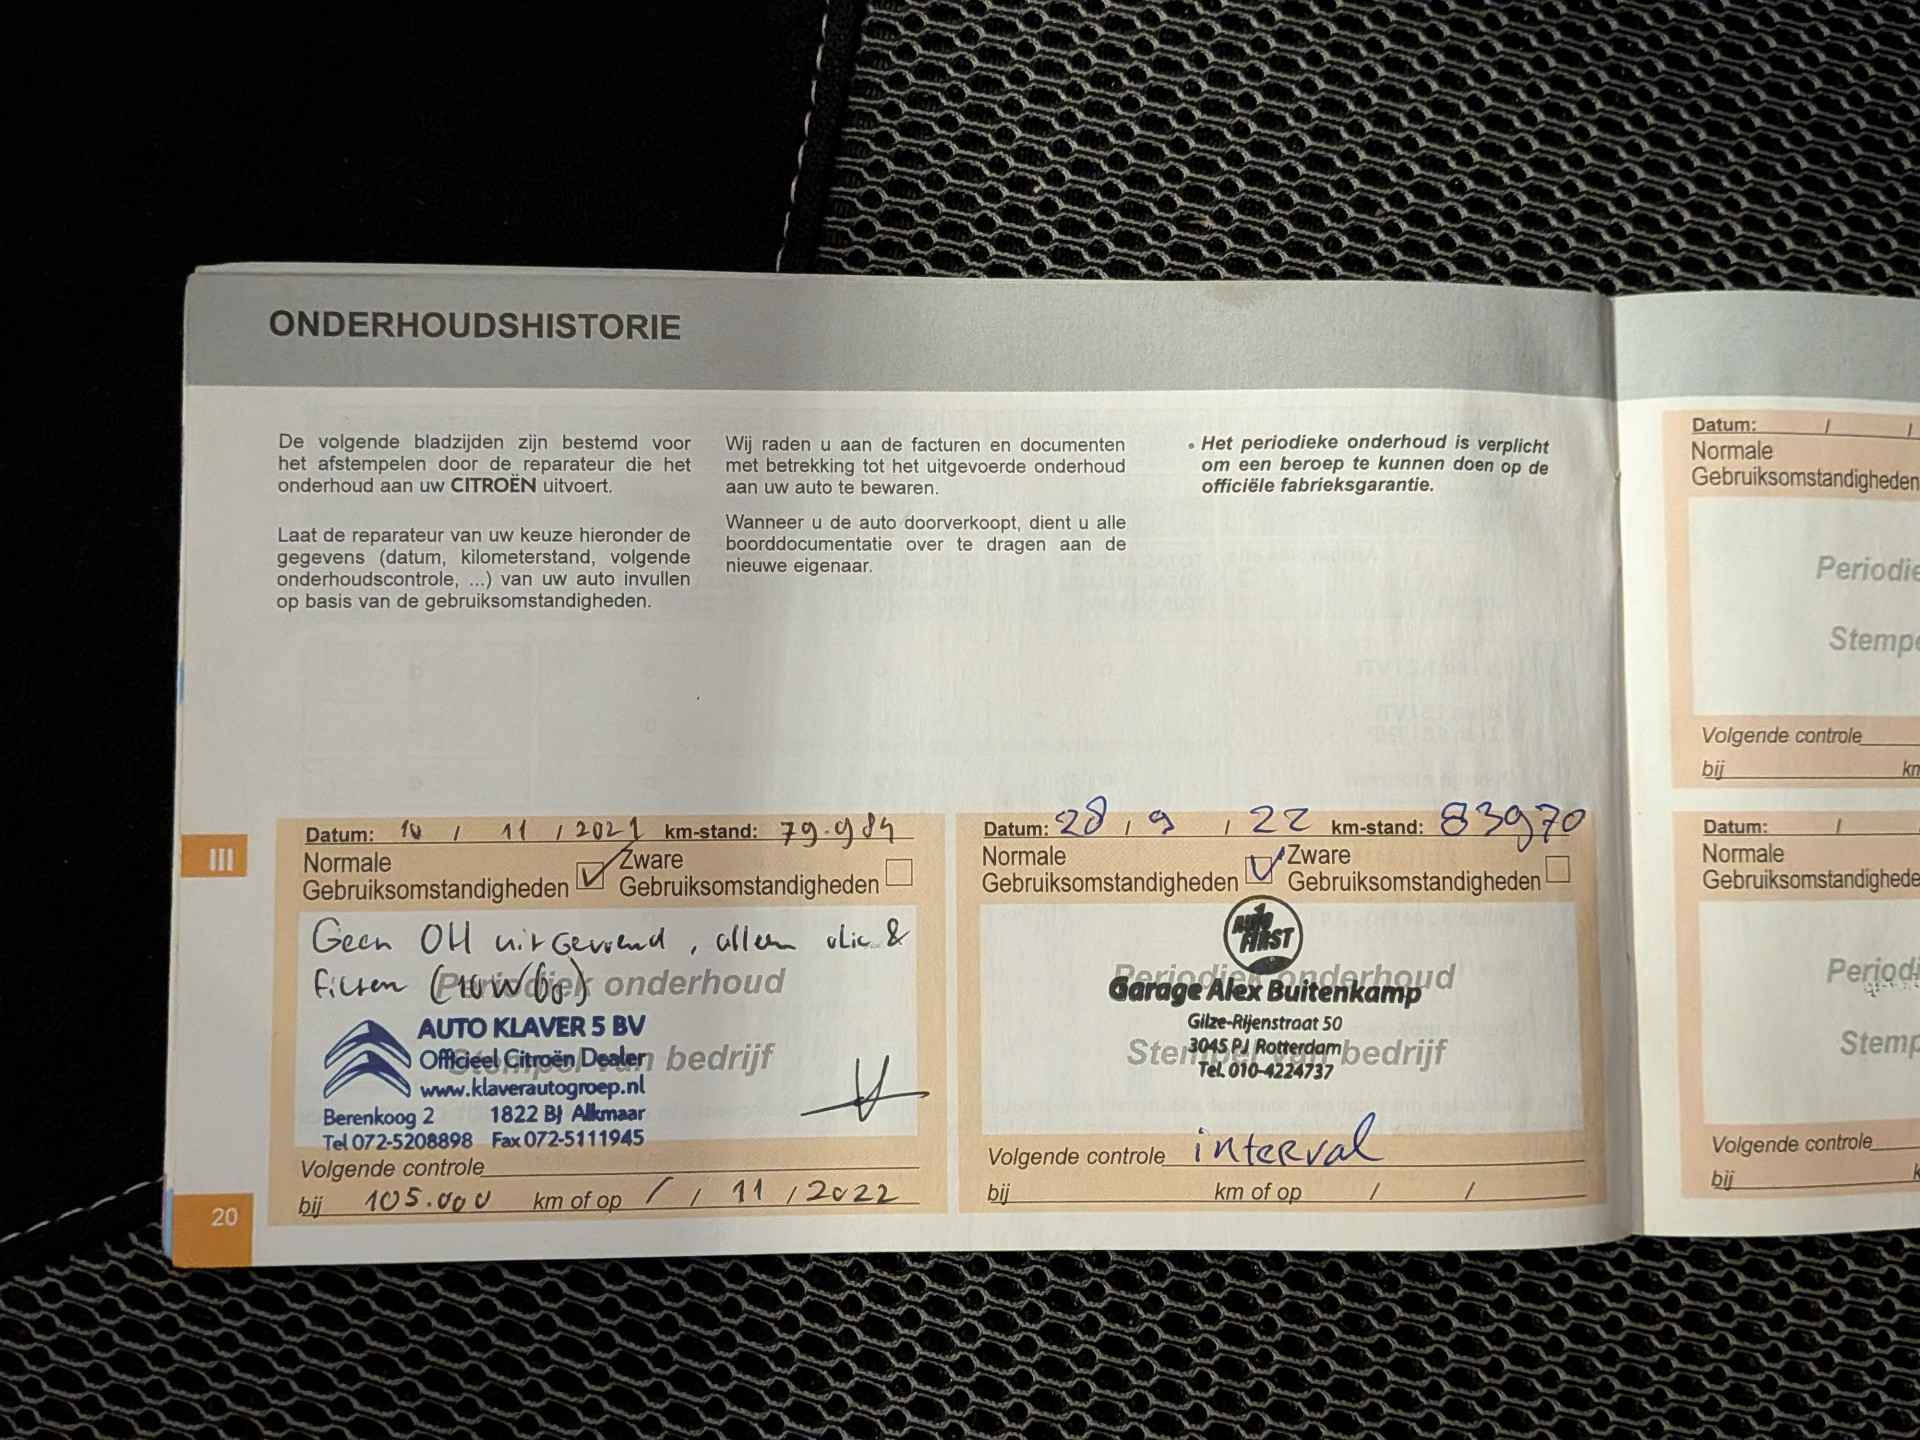 ONDERHOUDSHISTORIE
De volgende bladzijden zijn bestemd voor
het afstempelen door de reparateur die het
onderhoud aan uw CITROËN uitvoert.
Laat de reparateur van uw keuze hieronder de
gegevens (datum, kilometerstand, volgende
onderhoudscontrole, ...) van uw auto invullen
op basis van de gebruiksomstandigheden.
Wij raden u aan de facturen en documenten
met betrekking tot het uitgevoerde onderhoud
aan uw auto te bewaren.
Wanneer u de auto doorverkoopt, dient u alle
boorddocumentatie over te dragen aan de
nieuwe eigenaar.
• Het periodieke onderhoud is verplicht
om een beroep te kunnen doen op de
officiële fabrieksgarantie.
III
Datum: 10 / 11 / 2021 km-stand: 79.984
Normale
Gebruiksomstandigheden
Zware
Gebruiksomstandigheden
Geen OH uitgevoerd, alleen olie &
filter
Periodiek onderhoud
Stempel van bedrijf
AUTO KLAVER 5 BV
Officieel Citroën Dealer
www.klaverautogroep.nl
Berenkoog 2 1822 BJ Alkmaar
Tel 072-5208898 Fax 072-5111945
Volgende controle
bij 105.000 km of op / / 11 / 2022
20
Datum: 28 / 9 / 22 km-stand: 83970
Normale
Gebruiksomstandigheden
Zware
Gebruiksomstandigheden
AUTO
FIRST
Periodiek onderhoud
Garage Alex Buitenkamp
Gilze-Rijenstraat 50
3045 PJ Rotterdam
Stempel van bedrijf
Tel. 010-4224737
Volgende controle interval
bij km of op / /
Datum: / /
Normale
Gebruiksomstandigheden
Periodie
Stempe
Volgende controle
bij km
Datum: /
Normale
Gebruiksomstandighede
Periodi
Stemp
Volgende controle
bij k